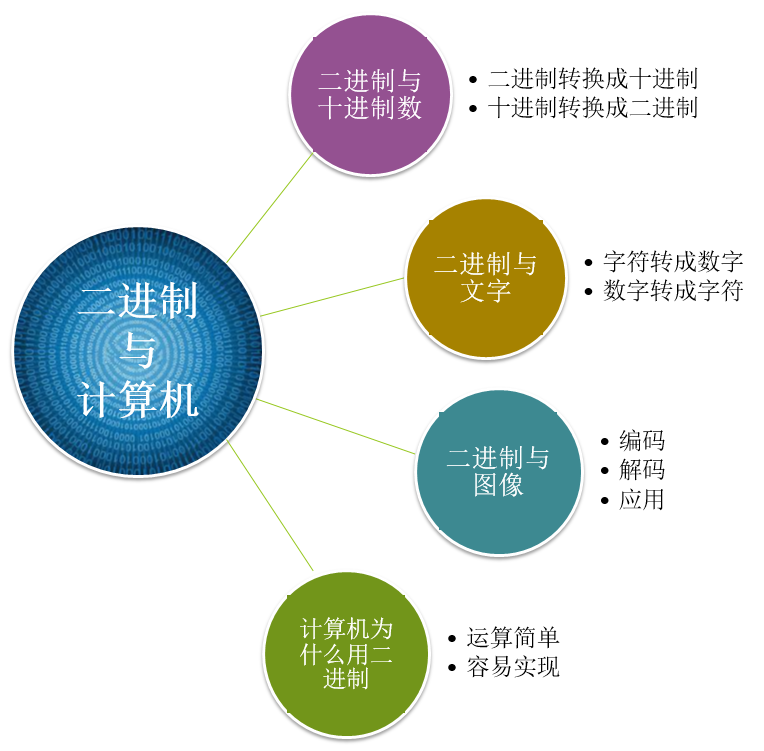 二进制与
十进制数
• 二进制转换成十进制
• 十进制转换成二进制
二进制与
文字
• 字符转成数字
• 数字转成字符
二进制
与
计算机
二进制与
图像
• 编码
• 解码
• 应用
计算机为
什么用二
进制
• 运算简单
• 容易实现